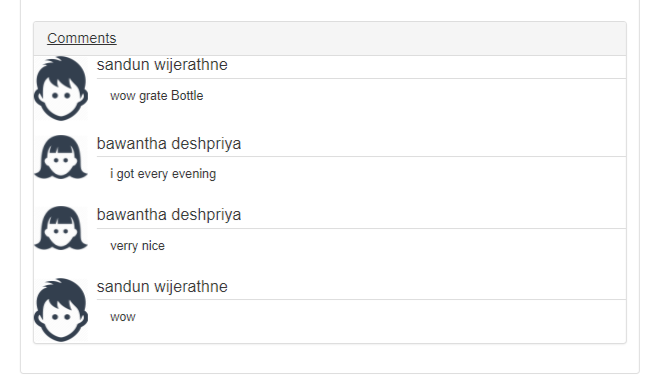 Comments
sandun wijerathne
wow grate Bottle
bawantha deshpriya
i got every evening
bawantha deshpriya
verry nice
sandun wijerathne
wow